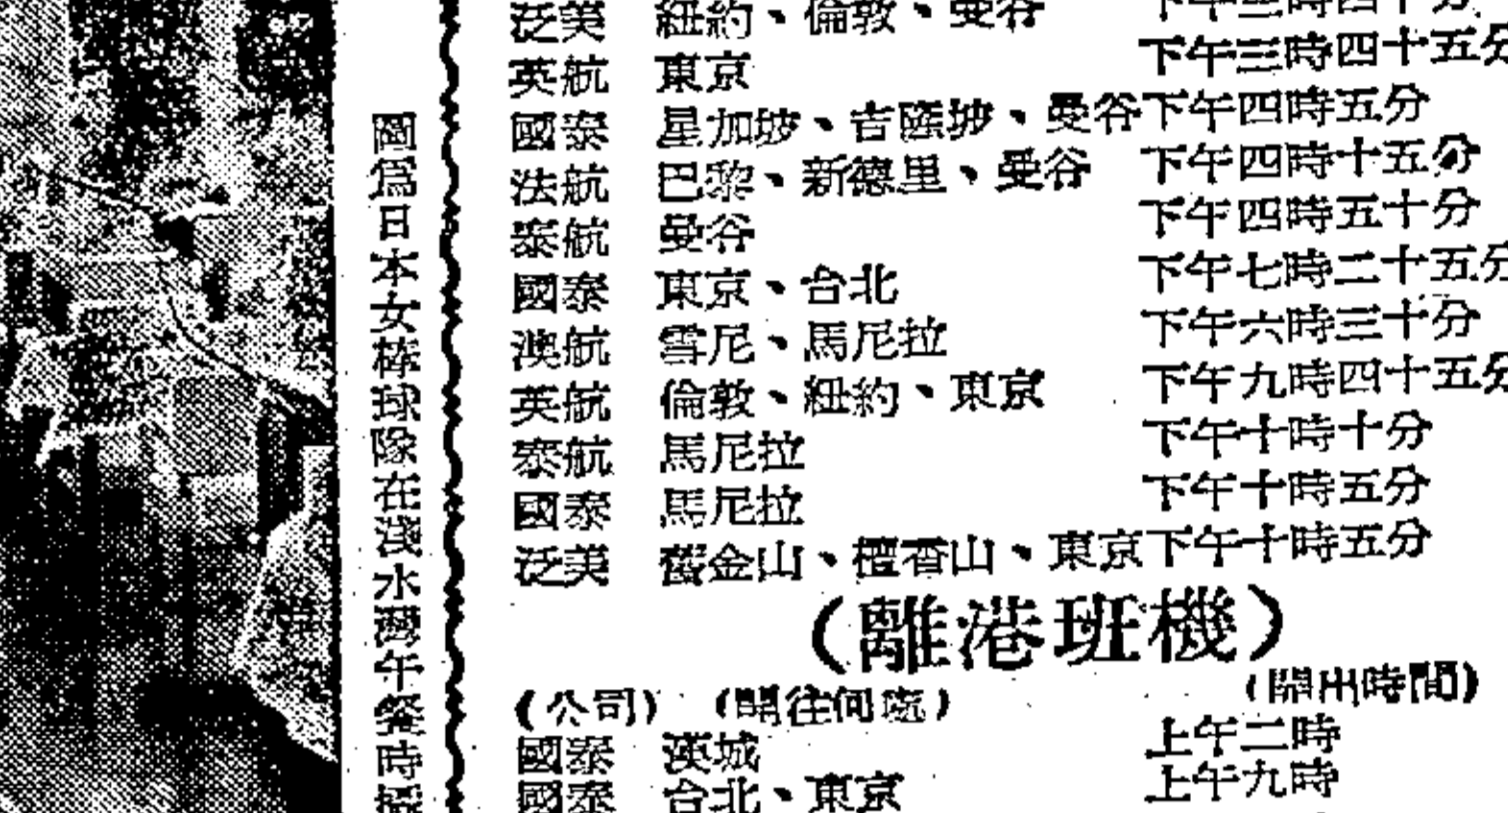 泛美 紐約、倫敦、曼谷 下午三時四十分
英航 東京 下午三時四十五分
國泰 星加坡、吉隆坡、曼谷 下午四時五分
法航 巴黎、新德里、曼谷 下午四時十五分
泰航 曼谷 下午四時五十分
國泰 東京、台北 下午七時二十五分
澳航 雪尼、馬尼拉 下午六時三十分
英航 倫敦、紐約、東京 下午九時四十五分
泰航 馬尼拉 下午十時十分
國泰 馬尼拉 下午十時五分
泛美 舊金山、檀香山、東京 下午十時五分
(離港班機)
(公司) (開往何處) (開出時間)
國泰 漢城 上午二時
國泰 台北、東京 上午九時
圖爲日本女棒球隊在淺水灣午餐時攝